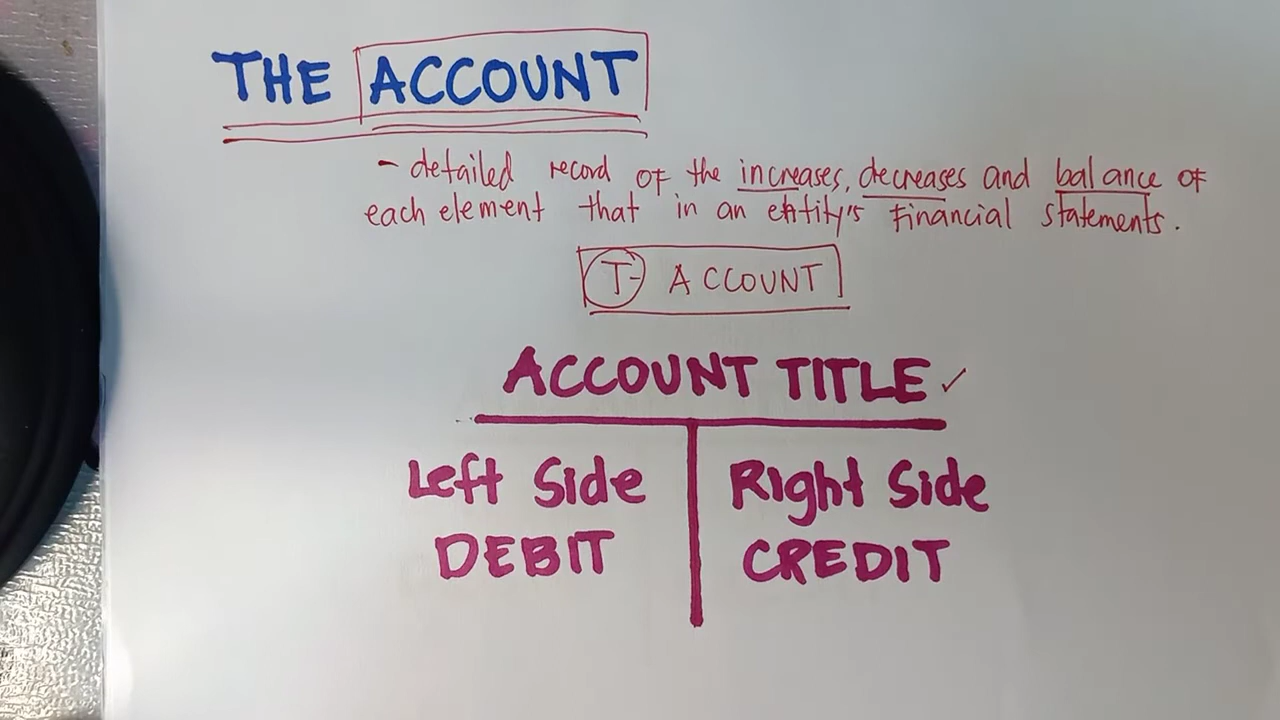 THE ACCOUNT
- detailed record of the increases, decreases and balance of
each element that in an entity's financial statements.
T- ACCOUNT
ACCOUNT TITLE ✓
Left Side Right Side
DEBIT CREDIT